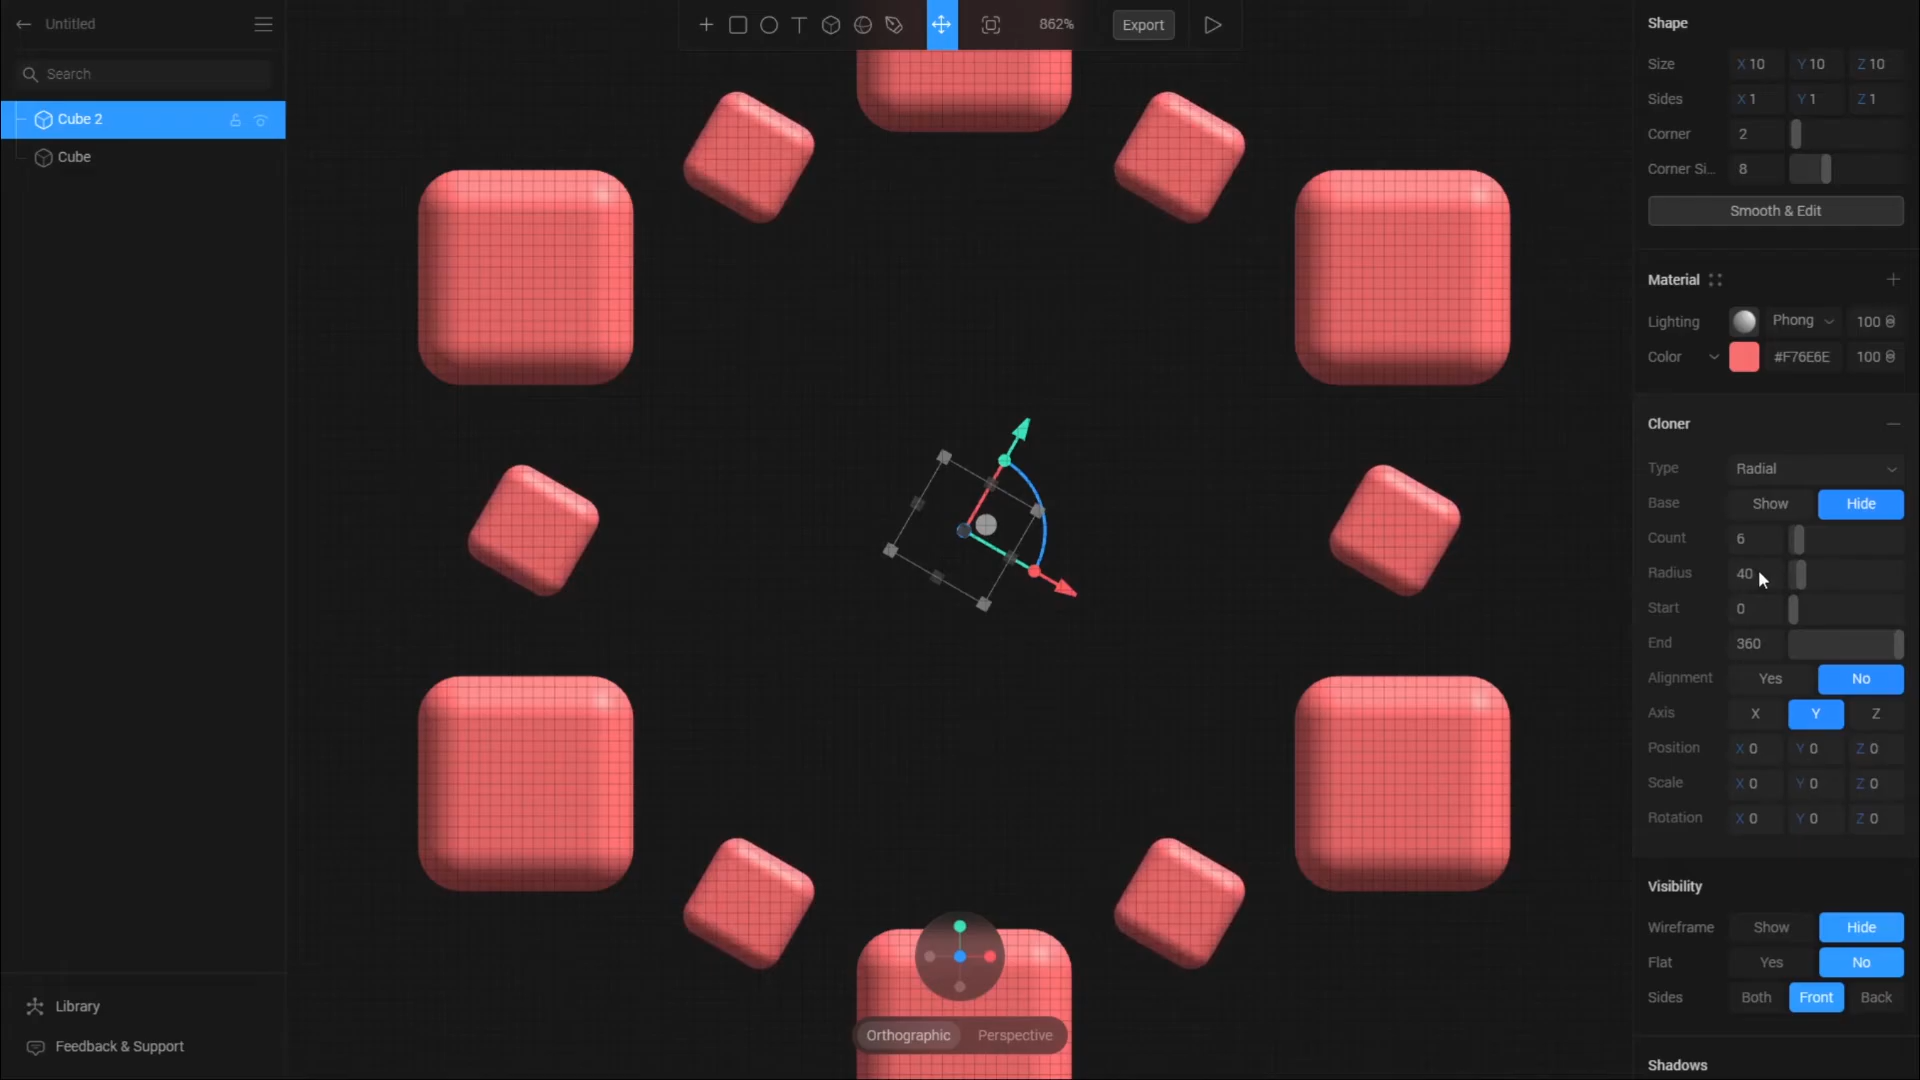 Untitled
862%
Export
Search
Cube 2
Cube
Library
Feedback & Support
Orthographic
Perspective
Shape
Size X 10 Y 10 Z 10
Sides X 1 Y 1 Z 1
Corner 2
Corner Si... 8
Smooth & Edit
Material
Lighting Phong 100
Color #F76E6E 100
Cloner
Type Radial
Base Show Hide
Count 6
Radius 40
Start 0
End 360
Alignment Yes No
Axis X Y Z
Position X 0 Y 0 Z 0
Scale X 0 Y 0 Z 0
Rotation X 0 Y 0 Z 0
Visibility
Wireframe Show Hide
Flat Yes No
Sides Both Front Back
Shadows